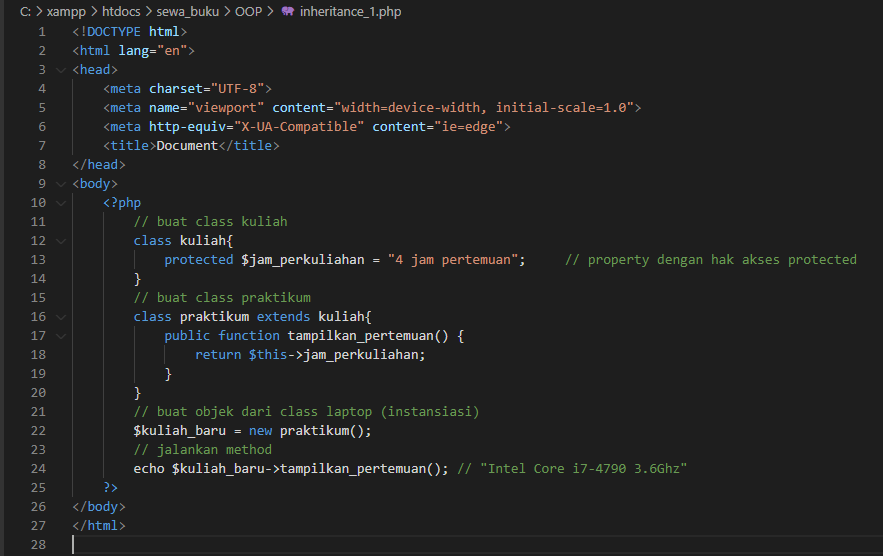 C: > xampp > htdocs > sewa_buku > OOP > inheritance_1.php
1 <!DOCTYPE html>
2 <html lang="en">
3 <head>
4     <meta charset="UTF-8">
5     <meta name="viewport" content="width=device-width, initial-scale=1.0">
6     <meta http-equiv="X-UA-Compatible" content="ie=edge">
7     <title>Document</title>
8 </head>
9 <body>
10     <?php
11         // buat class kuliah
12         class kuliah{
13             protected $jam_perkuliahan = "4 jam pertemuan";     // property dengan hak akses protected
14         }
15         // buat class praktikum
16         class praktikum extends kuliah{
17             public function tampilkan_pertemuan() {
18                 return $this->jam_perkuliahan;
19             }
20         }
21         // buat objek dari class laptop (instansiasi)
22         $kuliah_baru = new praktikum();
23         // jalankan method
24         echo $kuliah_baru->tampilkan_pertemuan(); // "Intel Core i7-4790 3.6Ghz"
25     ?>
26 </body>
27 </html>
28